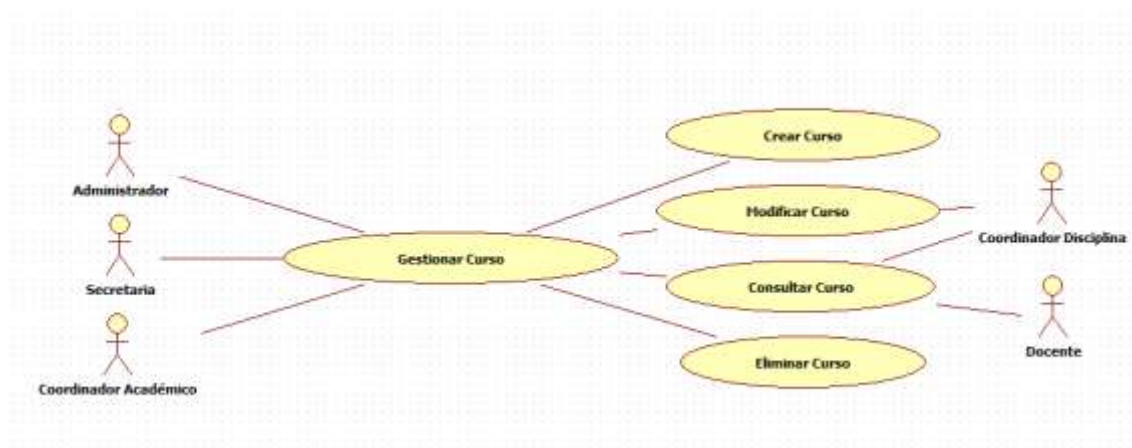 Administrador
Secretaria
Coordinador Académico
Gestionar Curso
Crear Curso
Modificar Curso
Consultar Curso
Eliminar Curso
Coordinador Disciplina
Docente